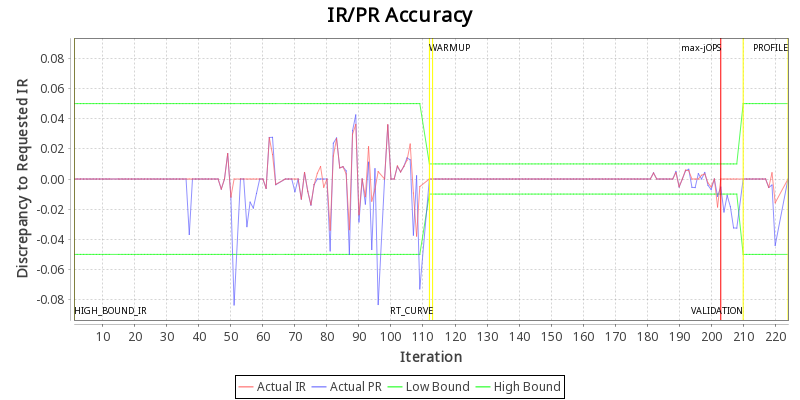 IR/PR Accuracy
WARMUP
max-jOPS
PROFILE
0.08
0.06
0.04
0.02
0.00
-0.02
-0.04
-0.06
-0.08
Discrepancy to Requested IR
HIGH_BOUND_IR
RT_CURVE
VALIDATION
10 20 30 40 50 60 70 80 90 100 110 120 130 140 150 160 170 180 190 200 210 220
Iteration
Actual IR Actual PR Low Bound High Bound